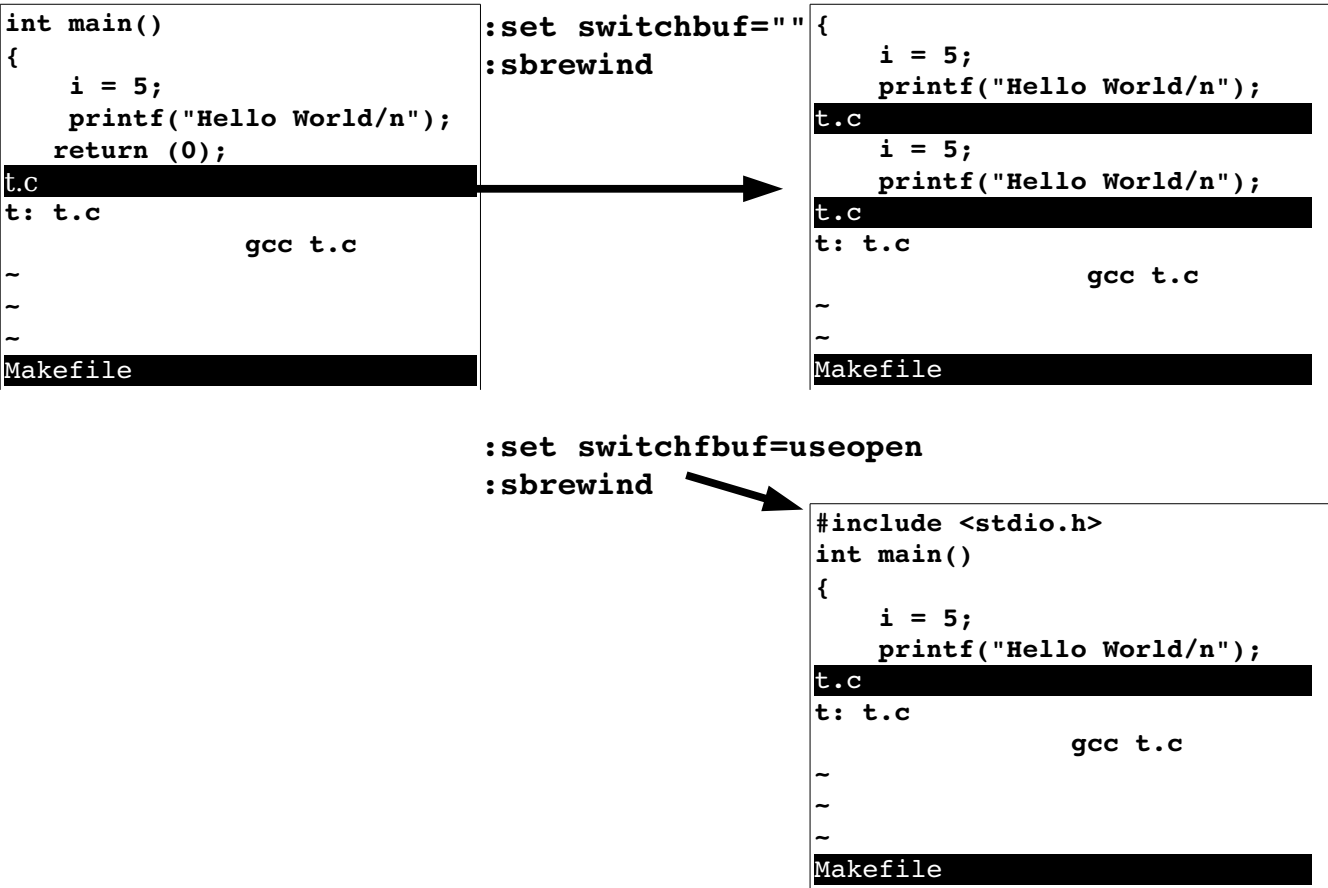 int main()
{
    i = 5;
    printf("Hello World/n");
   return (0);
t.c
t: t.c
               gcc t.c
~
~
~
Makefile
:set switchbuf=""
:sbrewind
{
    i = 5;
    printf("Hello World/n");
t.c
    i = 5;
    printf("Hello World/n");
t.c
t: t.c
                 gcc t.c
~
~
Makefile
:set switchfbuf=useopen
:sbrewind
#include <stdio.h>
int main()
{
    i = 5;
    printf("Hello World/n");
t.c
t: t.c
                gcc t.c
~
~
~
Makefile